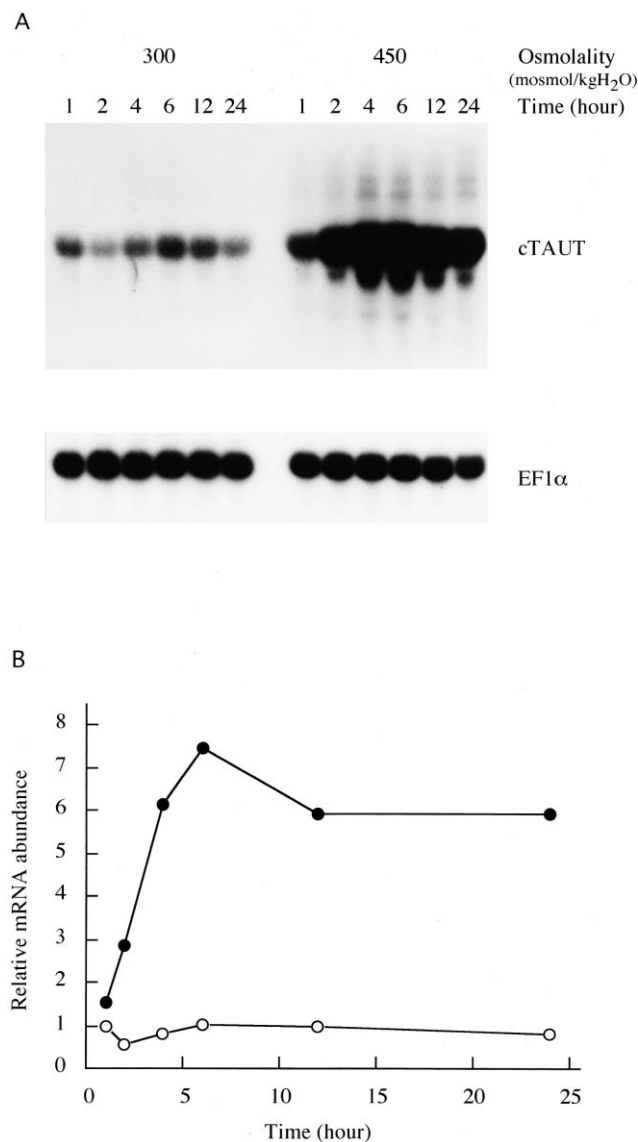 A
300 450 Osmolality
(mosmol/kgH₂O)
1 2 4 6 12 24 1 2 4 6 12 24 Time (hour)
cTAUT
EF1α
B
8
7
6
5
4
3
2
1
0
Relative mRNA abundance
0 5 10 15 20 25
Time (hour)